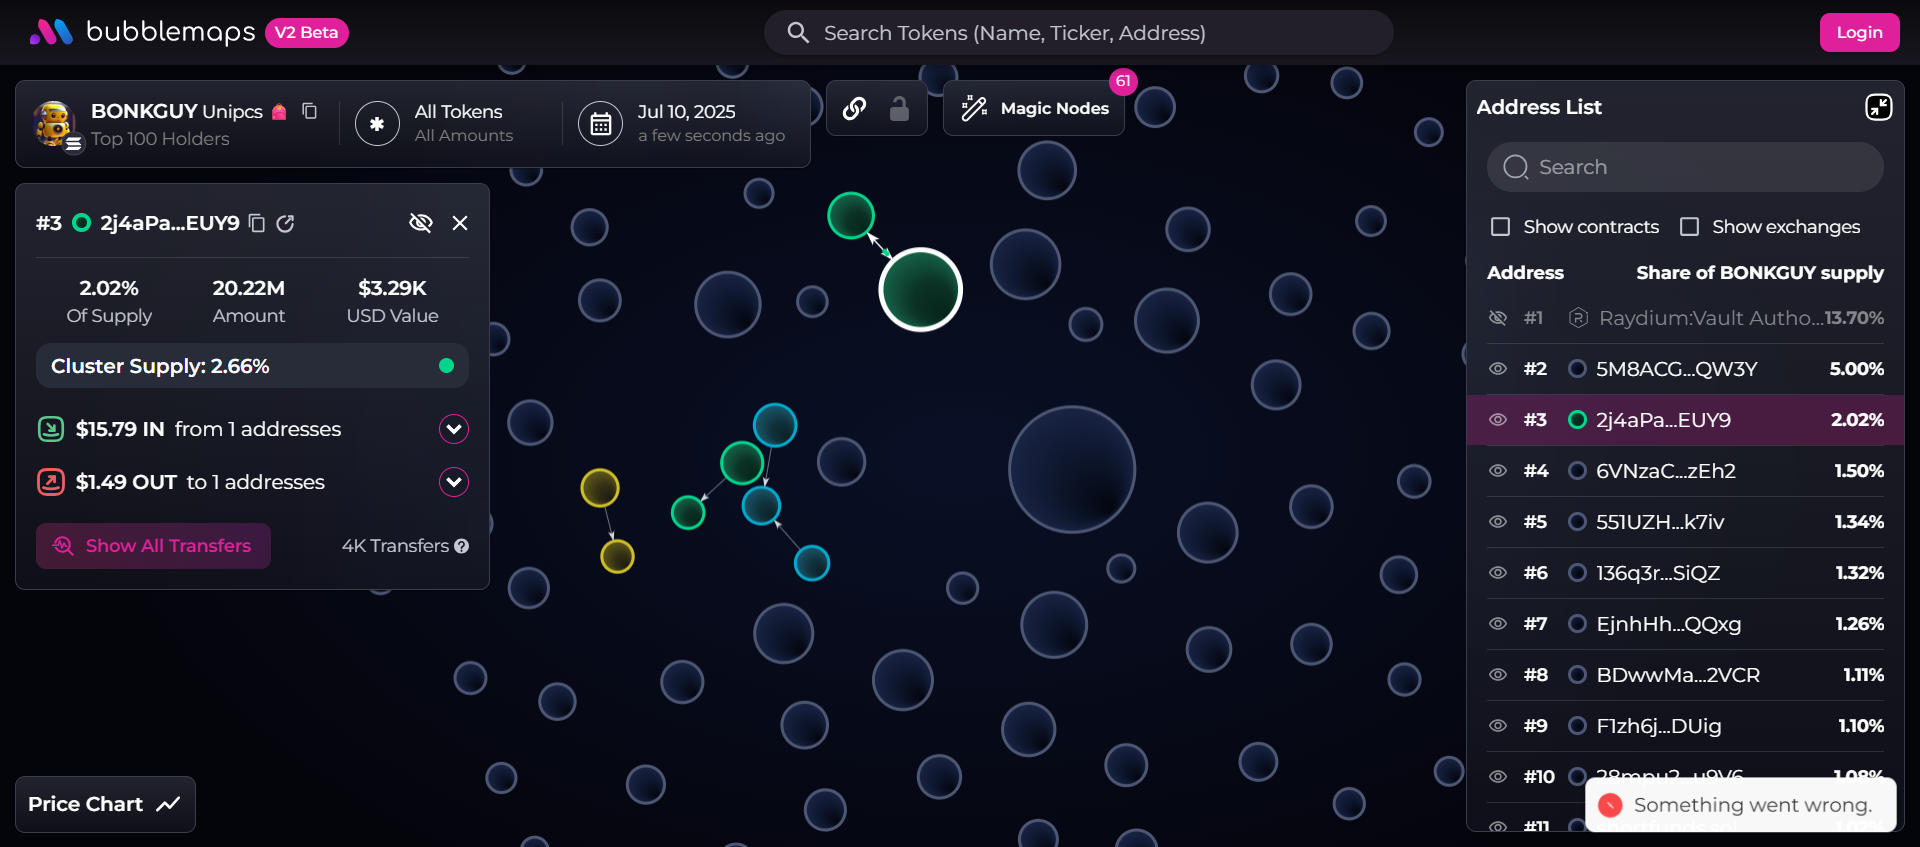 bubblemaps V2 Beta
Search Tokens (Name, Ticker, Address)
Login
BONKGUY Unipcs
Top 100 Holders
All Tokens
All Amounts
Jul 10, 2025
a few seconds ago
61
Magic Nodes
#3 2j4aPa...EUY9
2.02% 20.22M $3.29K
Of Supply Amount USD Value
Cluster Supply: 2.66%
$15.79 IN from 1 addresses
$1.49 OUT to 1 addresses
Show All Transfers 4K Transfers
Price Chart
Address List
Search
Show contracts Show exchanges
Address Share of BONKGUY supply
#1 Raydium:Vault Autho...13.70%
#2 5M8ACG...QW3Y 5.00%
#3 2j4aPa...EUY9 2.02%
#4 6VNzaC...zEh2 1.50%
#5 551UZH...k7iv 1.34%
#6 136q3r...SiQZ 1.32%
#7 EjnhHh...QQxg 1.26%
#8 BDwwMa...2VCR 1.11%
#9 F1zh6j...DUig 1.10%
#10 1.08%
#11
Something went wrong.